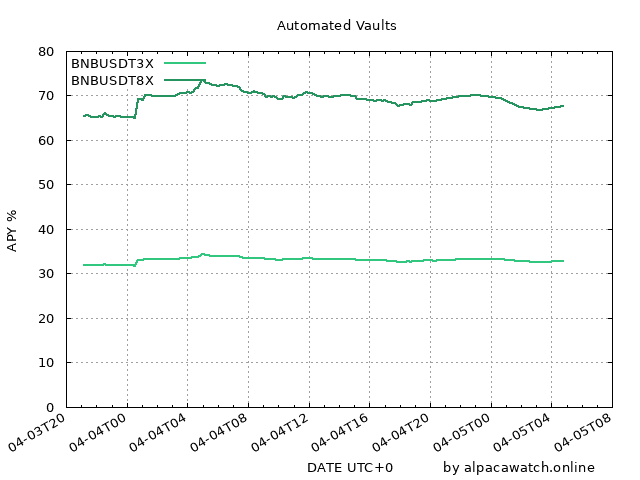 Automated Vaults
BNBUSDT3X
BNBUSDT8X
APY %
80
70
60
50
40
30
20
10
0
04-03T20
04-04T00
04-04T04
04-04T08
04-04T12
04-04T16
04-04T20
04-05T00
04-05T04
04-05T08
DATE UTC+0
by alpacawatch.online